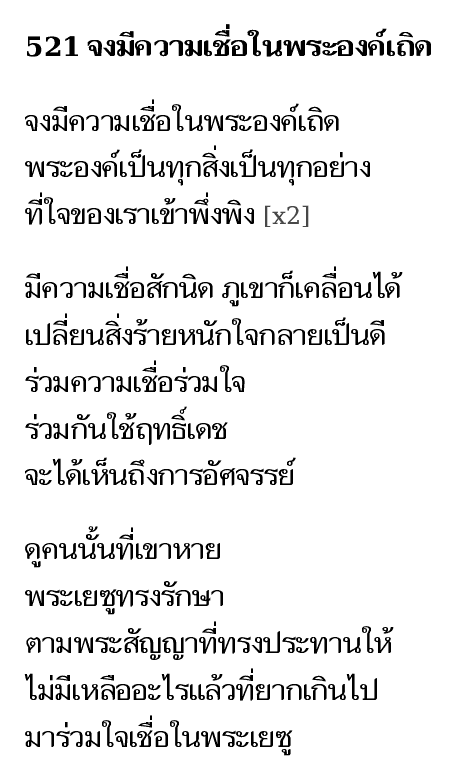 521 จงมีความเชื่อในพระองค์เถิด
จงมีความเชื่อในพระองค์เถิด
พระองค์เป็นทุกสิ่งเป็นทุกอย่าง
ที่ใจของเราเข้าพึ่งพิง [x2]
มีความเชื่อสักนิด ภูเขาก็เคลื่อนได้
เปลี่ยนสิ่งร้ายหนักใจกลายเป็นดี
ร่วมความเชื่อร่วมใจ
ร่วมกันใช้ฤทธิ์เดช
จะได้เห็นถึงการอัศจรรย์
ดูคนนั้นที่เขาหาย
พระเยซูทรงรักษา
ตามพระสัญญาที่ทรงประทานให้
ไม่มีเหลืออะไรแล้วที่ยากเกินไป
มาร่วมใจเชื่อในพระเยซู